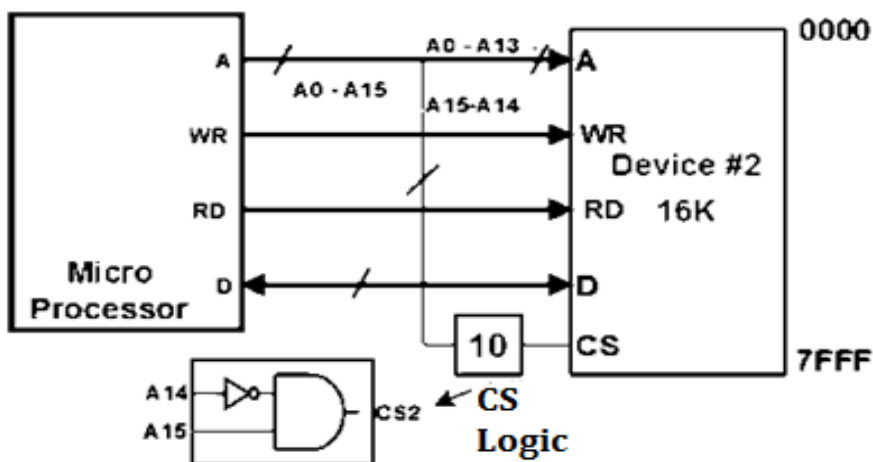 0000
A
A0 - A13
A
A0 - A15
A15-A14
WR
WR
Device #2
RD
RD
16K
Micro
Processor
D
D
10
CS
7FFF
A14
A15
CS2
CS
Logic